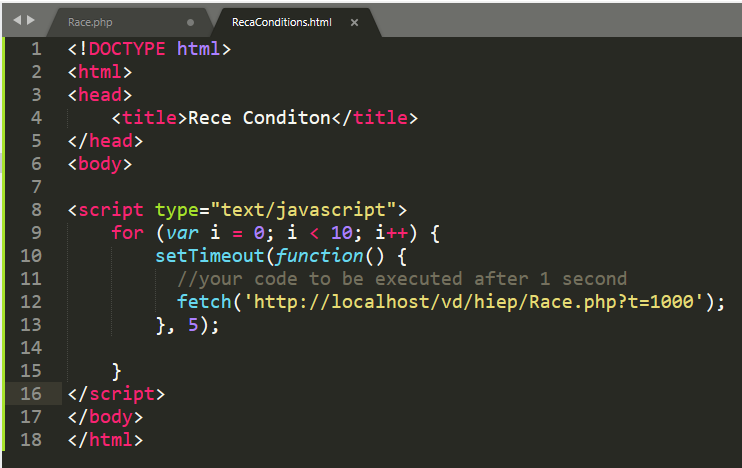 Race.php
RecaConditions.html ×
1 <!DOCTYPE html>
2 <html>
3 <head>
4     <title>Rece Conditon</title>
5 </head>
6 <body>
7
8 <script type="text/javascript">
9     for (var i = 0; i < 10; i++) {
10         setTimeout(function() {
11           //your code to be executed after 1 second
12           fetch('http://localhost/vd/hiep/Race.php?t=1000');
13         }, 5);
14
15     }
16 </script>
17 </body>
18 </html>